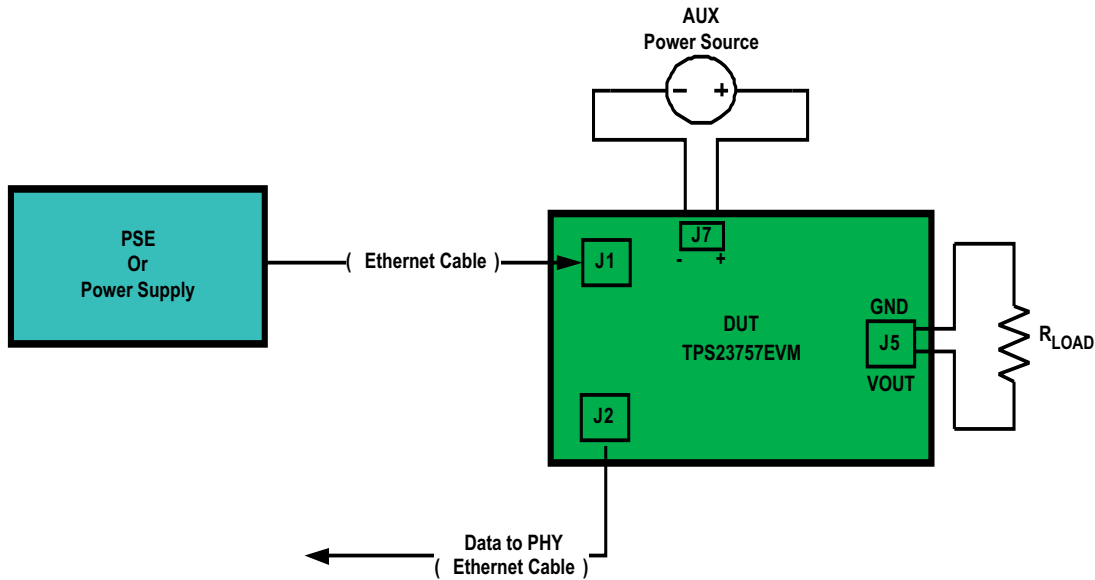 AUX
Power Source
- +
PSE
Or
Power Supply
( Ethernet Cable )
J1
J7
- +
DUT
TPS23757EVM
GND
J5
VOUT
RLOAD
J2
Data to PHY
( Ethernet Cable )